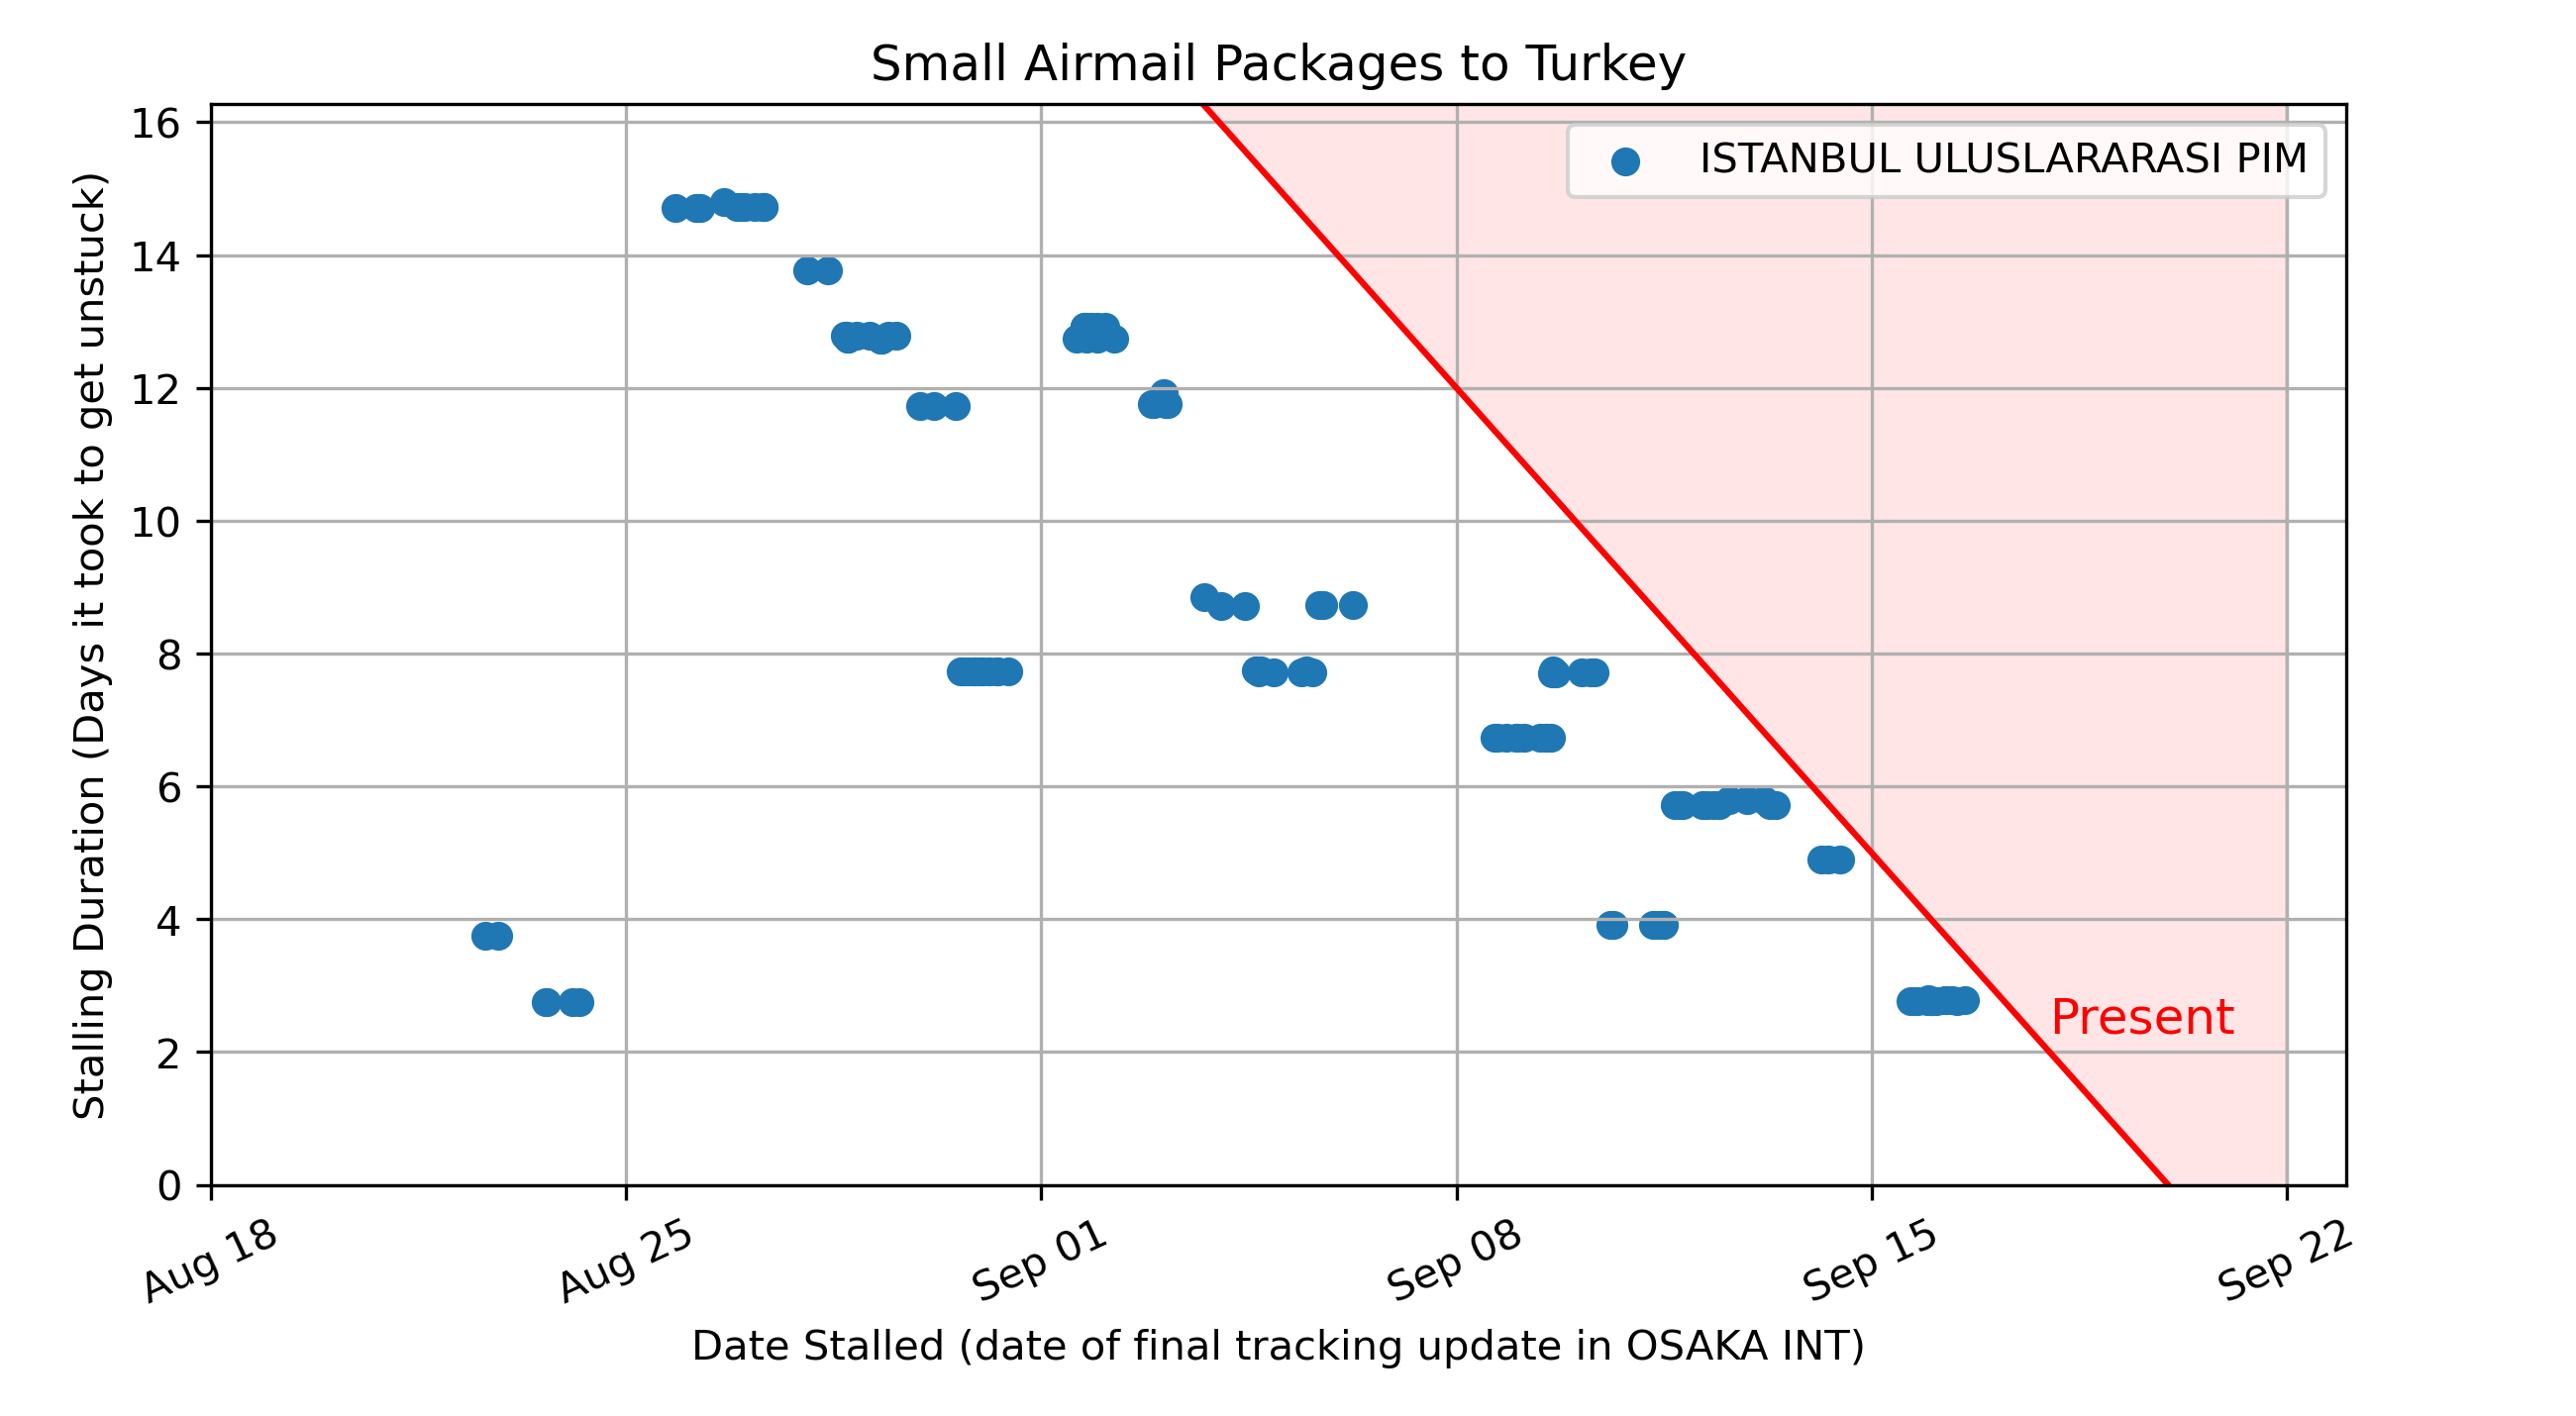 Small Airmail Packages to Turkey
Stalling Duration (Days it took to get unstuck)
16
14
12
10
8
6
4
2
0
ISTANBUL ULUSLARARASI PIM
Present
Aug 18
Aug 25
Sep 01
Sep 08
Sep 15
Sep 22
Date Stalled (date of final tracking update in OSAKA INT)